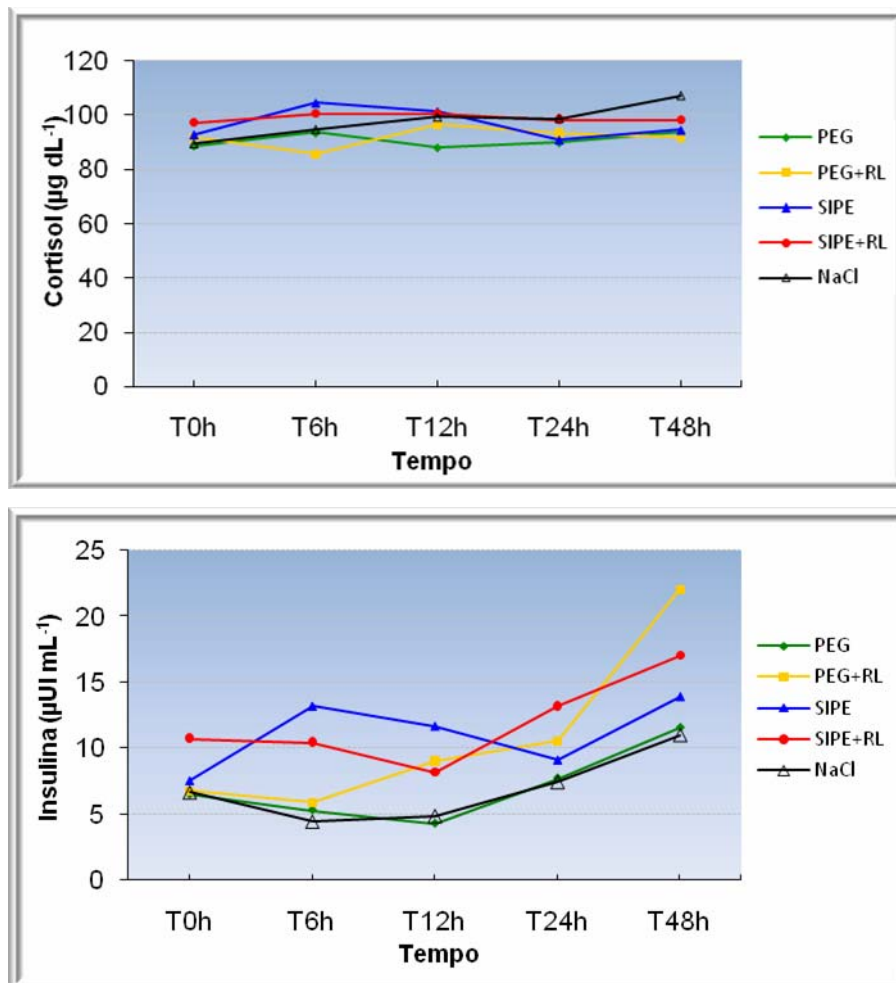 Cortisol (µg dL-1)
120
100
80
60
40
20
0
T0h T6h T12h T24h T48h
Tempo
PEG
PEG+RL
SIPE
SIPE+RL
NaCl
Insulina (µUI mL-1)
25
20
15
10
5
0
T0h T6h T12h T24h T48h
Tempo
PEG
PEG+RL
SIPE
SIPE+RL
NaCl